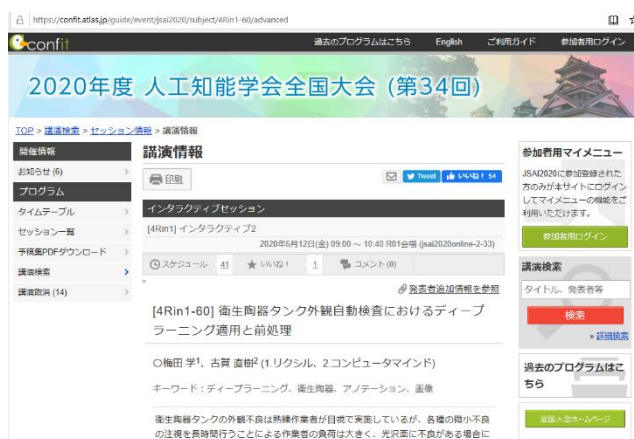 https://confit.atlas.jp/guide/event/jsai2020/subject/4Rin1-60/advanced
confit
過去のプログラムはこちら English ご利用ガイド 参加者用ログイン
2020年度 人工知能学会全国大会 (第34回)
TOP > 講演検索 > セッション情報 > 講演情報
開催情報
お知らせ (6)
プログラム
タイムテーブル
セッション一覧
予稿集PDFダウンロード
講演検索
講演取消 (14)
講演情報
印刷
Tweet
いいね! 54
インタラクティブセッション
[4Rin1] インタラクティブ2
2020年6月12日(金) 09:00 ~ 10:40 R01会場 (jsai2020online-2-33)
スケジュール 41 いいね! 1 コメント (0)
発表者追加情報を参照
[4Rin1-60] 衛生陶器タンク外観自動検査におけるディープ
ラーニング適用と前処理
〇梅田 学1、古賀 直樹2 (1.リクシル、2.コンピュータマインド)
キーワード：ディープラーニング、衛生陶器、アノテーション、画像
衛生陶器タンクの外観不良は熟練作業者が目視で実施しているが、各種の微小不良
の注視を長時間行うことによる作業者の負荷は大きく、光沢面に不良がある場合に
参加者用マイメニュー
JSAI2020に参加登録された
方のみが本サイトにログイン
してマイメニューの機能をご
利用いただけます。
参加者用ログイン
講演検索
タイトル、発表者等
検索
» 詳細検索
過去のプログラムはこ
ちら
全国大会ホームページ